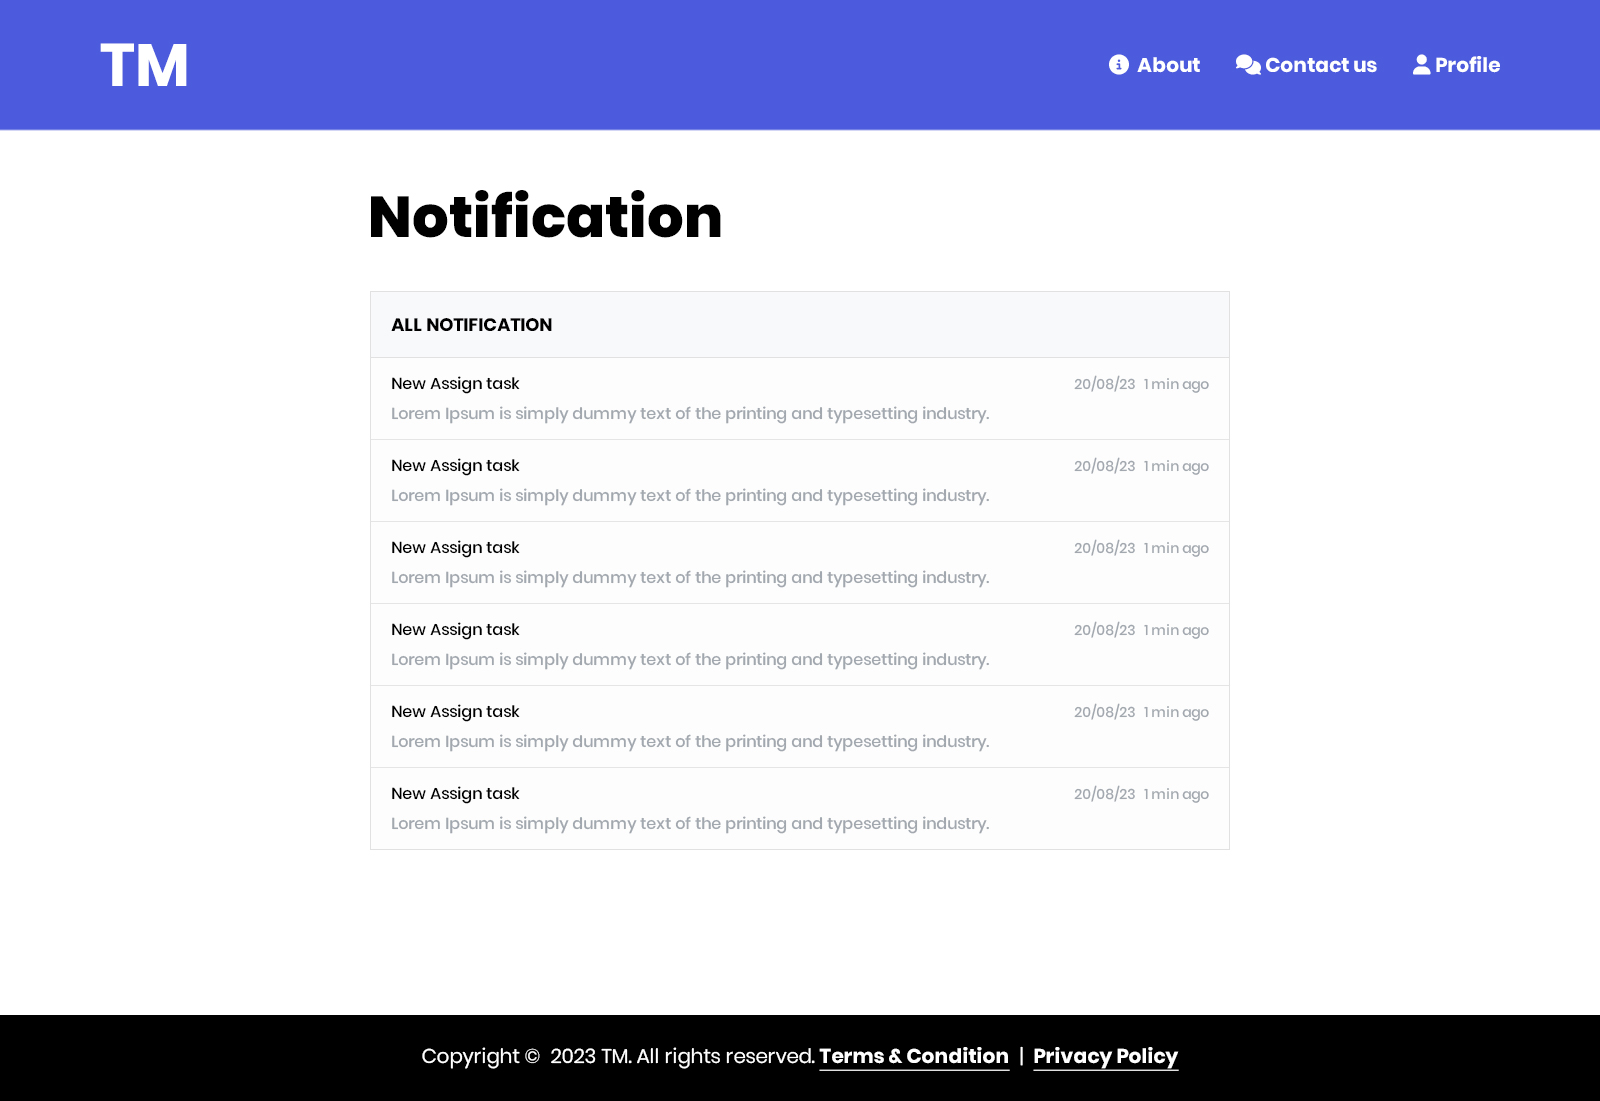 TM
About Contact us Profile
Notification
ALL NOTIFICATION
New Assign task 20/08/23 1 min ago
Lorem Ipsum is simply dummy text of the printing and typesetting industry.
New Assign task 20/08/23 1 min ago
Lorem Ipsum is simply dummy text of the printing and typesetting industry.
New Assign task 20/08/23 1 min ago
Lorem Ipsum is simply dummy text of the printing and typesetting industry.
New Assign task 20/08/23 1 min ago
Lorem Ipsum is simply dummy text of the printing and typesetting industry.
New Assign task 20/08/23 1 min ago
Lorem Ipsum is simply dummy text of the printing and typesetting industry.
New Assign task 20/08/23 1 min ago
Lorem Ipsum is simply dummy text of the printing and typesetting industry.
Copyright © 2023 TM. All rights reserved. Terms & Condition | Privacy Policy